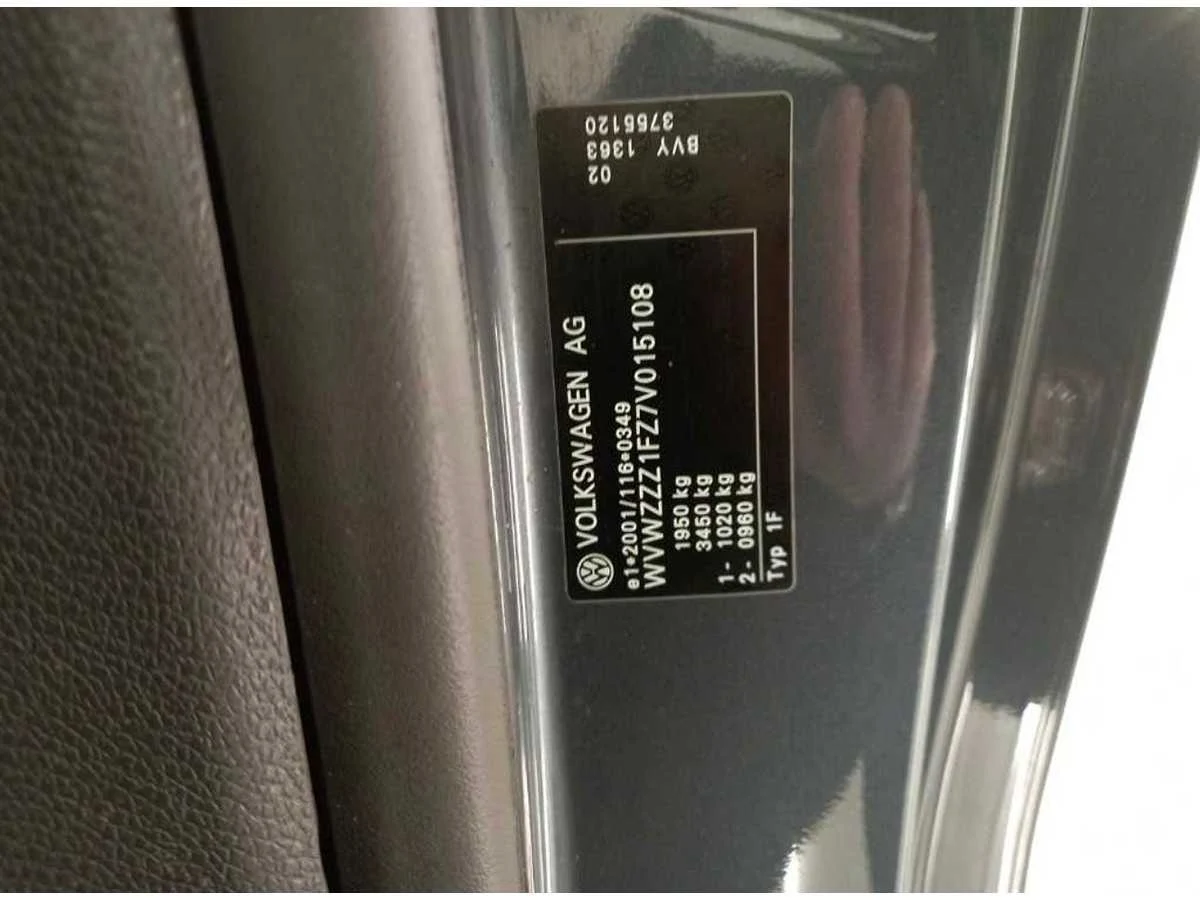 VOLKSWAGEN AG
e1*2001/116*0349
WVWZZZ1FZ7V015108
1950 kg
3450 kg
1- 1020 kg
2- 0960 kg
Typ 1F
02
BVY 1363
3755120